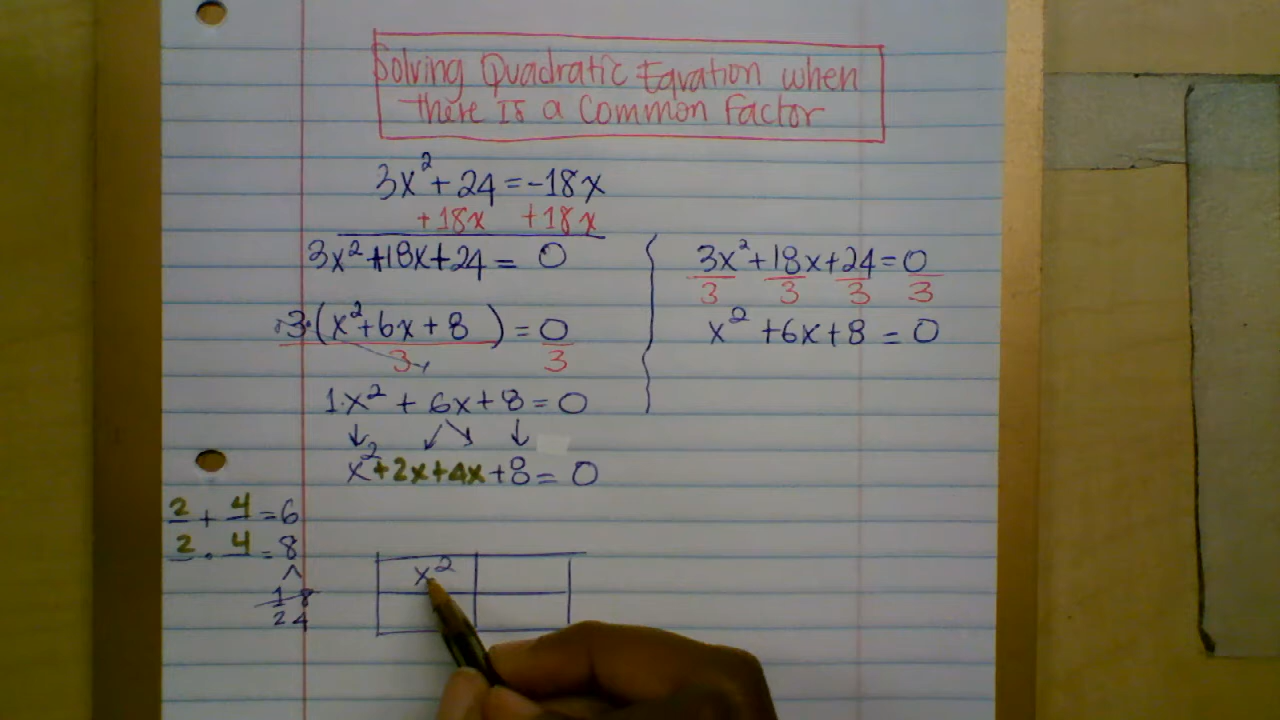 Solving Quadratic Equation when
there Is a Common Factor
3x² + 24 = -18x
+18x +18x
3x² +18x+24 = 0
3·(x²+6x+8) = 0
3 3
1·x² + 6x+8 = 0
x²+2x+4x+8 = 0
2 + 4 = 6
2 · 4 = 8
1 8
2 4
x²
3x²+18x+24=0
3 3 3 3
x² +6x+8 = 0